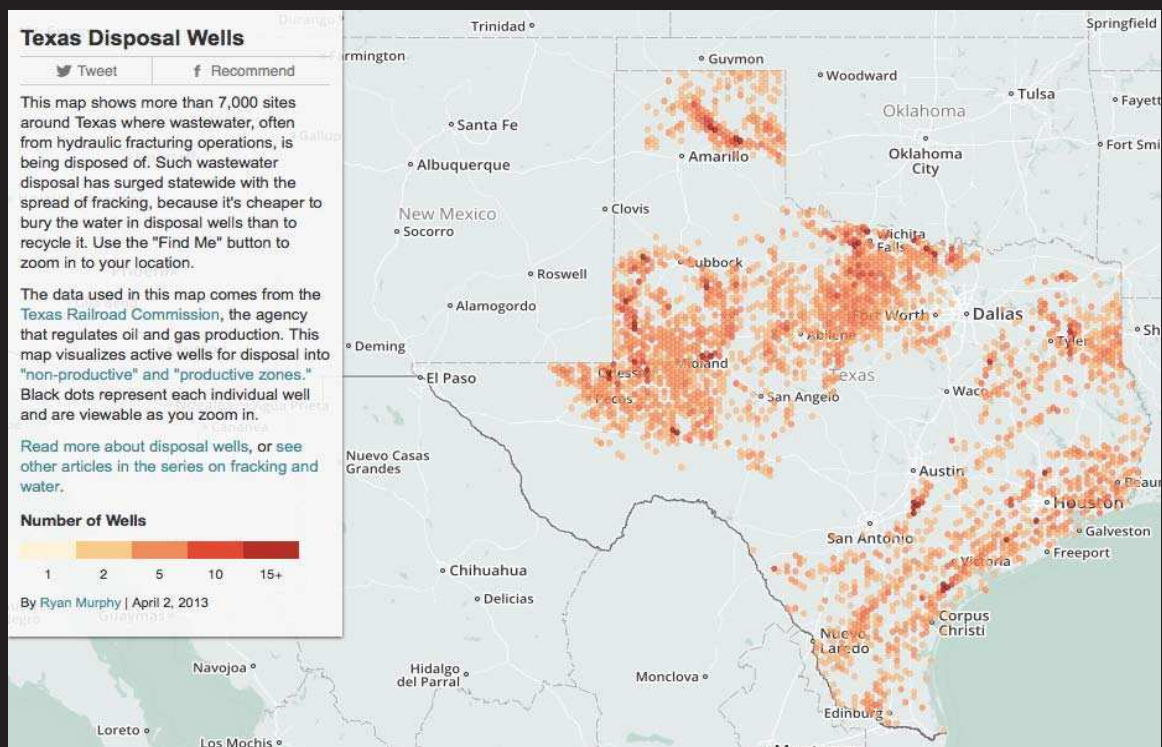 Texas Disposal Wells
Tweet
Recommend
This map shows more than 7,000 sites
around Texas where wastewater, often
from hydraulic fracturing operations, is
being disposed of. Such wastewater
disposal has surged statewide with the
spread of fracking, because it's cheaper to
bury the water in disposal wells than to
recycle it. Use the "Find Me" button to
zoom in to your location.
The data used in this map comes from the
Texas Railroad Commission, the agency
that regulates oil and gas production. This
map visualizes active wells for disposal into
"non-productive" and "productive zones."
Black dots represent each individual well
and are viewable as you zoom in.
Read more about disposal wells, or see
other articles in the series on fracking and
water.
Number of Wells
1 2 5 10 15+
By Ryan Murphy | April 2, 2013
Trinidad
Springfield
Guymon
Woodward
Tulsa
Oklahoma
Santa Fe
Albuquerque
Amarillo
Oklahoma
City
New Mexico
Clovis
Socorro
Wichita
Falls
Lubbock
Roswell
Alamogordo
Fort Worth
Dallas
Abilene
Tyler
Deming
Midland
El Paso
Odessa
Texas
Pecos
San Angelo
Waco
Nuevo Casas
Grandes
Austin
Houston
San Antonio
Galveston
Victoria
Freeport
Chihuahua
Delicias
Corpus
Christi
Nuevo
Laredo
Navojoa
Hidalgo
del Parral
Monclova
Edinburg
Loreto
Los Mochis